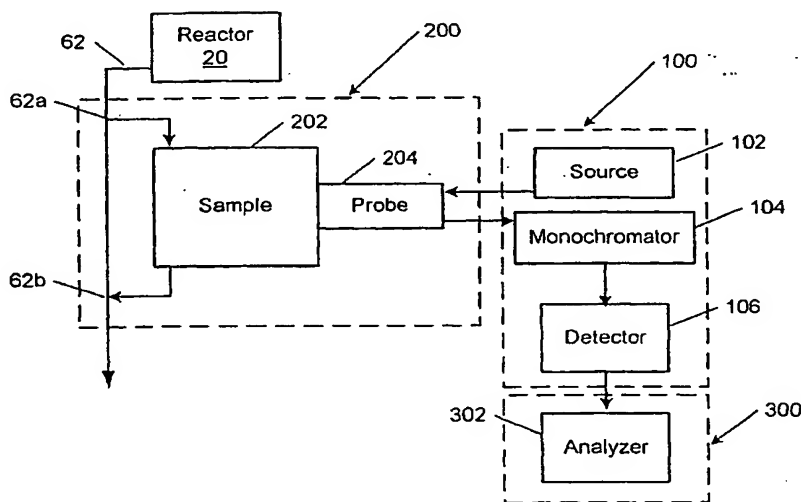 62
Reactor
20
200
100
62a
202
204
102
Source
Sample
Probe
104
Monochromator
62b
106
Detector
302
300
Analyzer